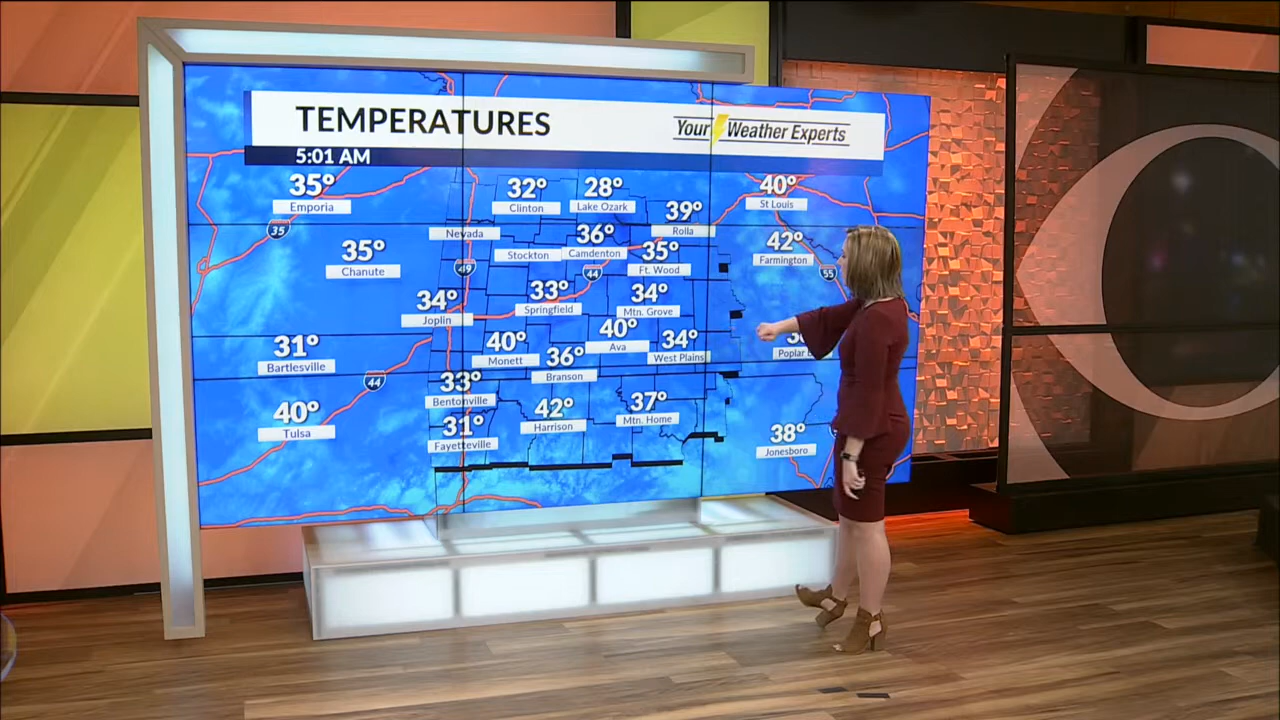 TEMPERATURES
Your Weather Experts
5:01 AM
35°
Emporia
32°
Clinton
28°
Lake Ozark
40°
St Louis
39°
Rolla
35
Nevada
35°
Chanute
Stockton
36°
Camdenton
35°
Ft. Wood
42°
Farmington
49
44
55
34°
Joplin
33°
Springfield
34°
Mtn. Grove
31°
Bartlesville
40°
Monett
40°
Ava
34°
West Plains
Poplar
36°
Branson
44
33°
Bentonville
40°
Tulsa
42°
Harrison
37°
Mtn. Home
31°
Fayetteville
38°
Jonesboro